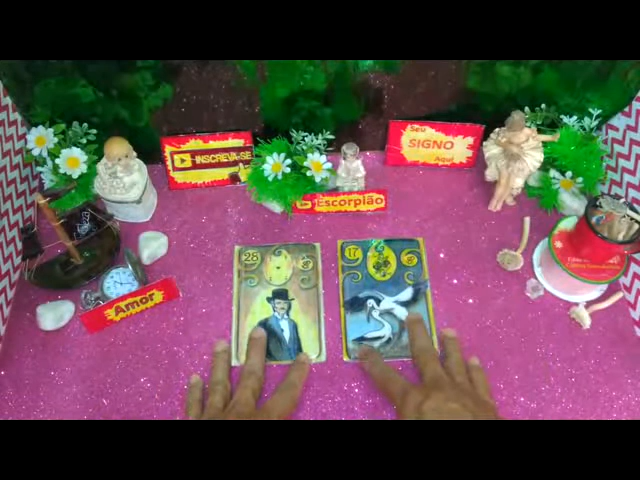 INSCREVA-SE
Seu
SIGNO
Aqui
Escorpião
28
17
Amor